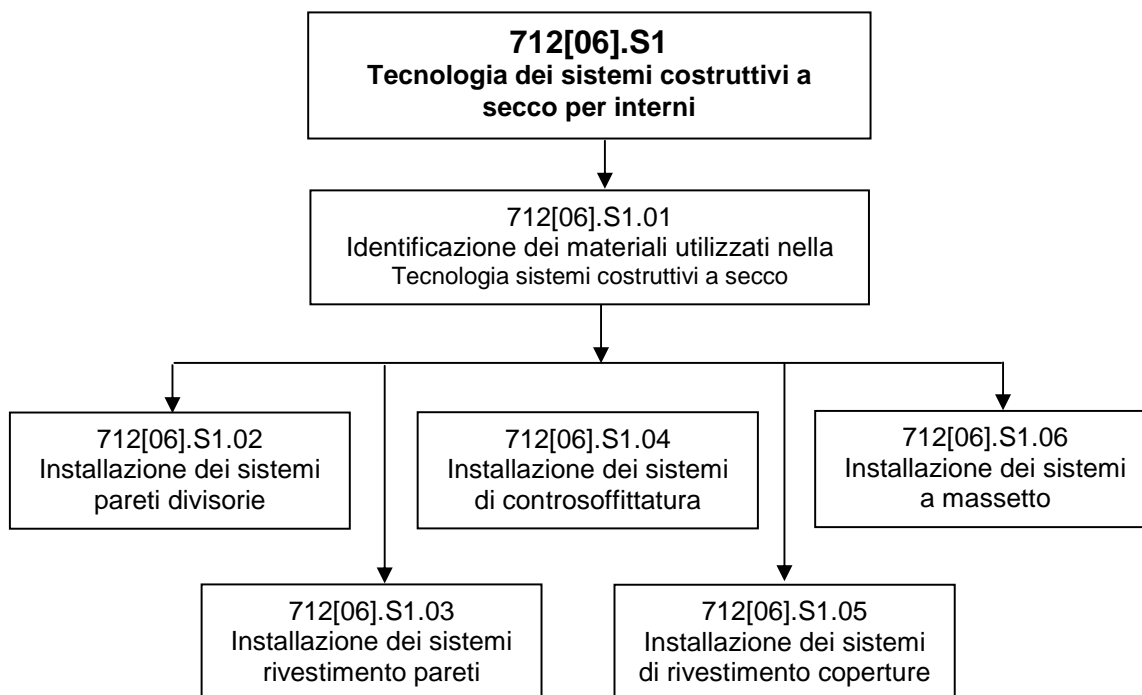 712[06].S1
Tecnologia dei sistemi costruttivi a
secco per interni
712[06].S1.01
Identificazione dei materiali utilizzati nella
Tecnologia sistemi costruttivi a secco
712[06].S1.02
Installazione dei sistemi
pareti divisorie
712[06].S1.04
Installazione dei sistemi
di controsoffittatura
712[06].S1.06
Installazione dei sistemi
a massetto
712[06].S1.03
Installazione dei sistemi
rivestimento pareti
712[06].S1.05
Installazione dei sistemi
di rivestimento coperture